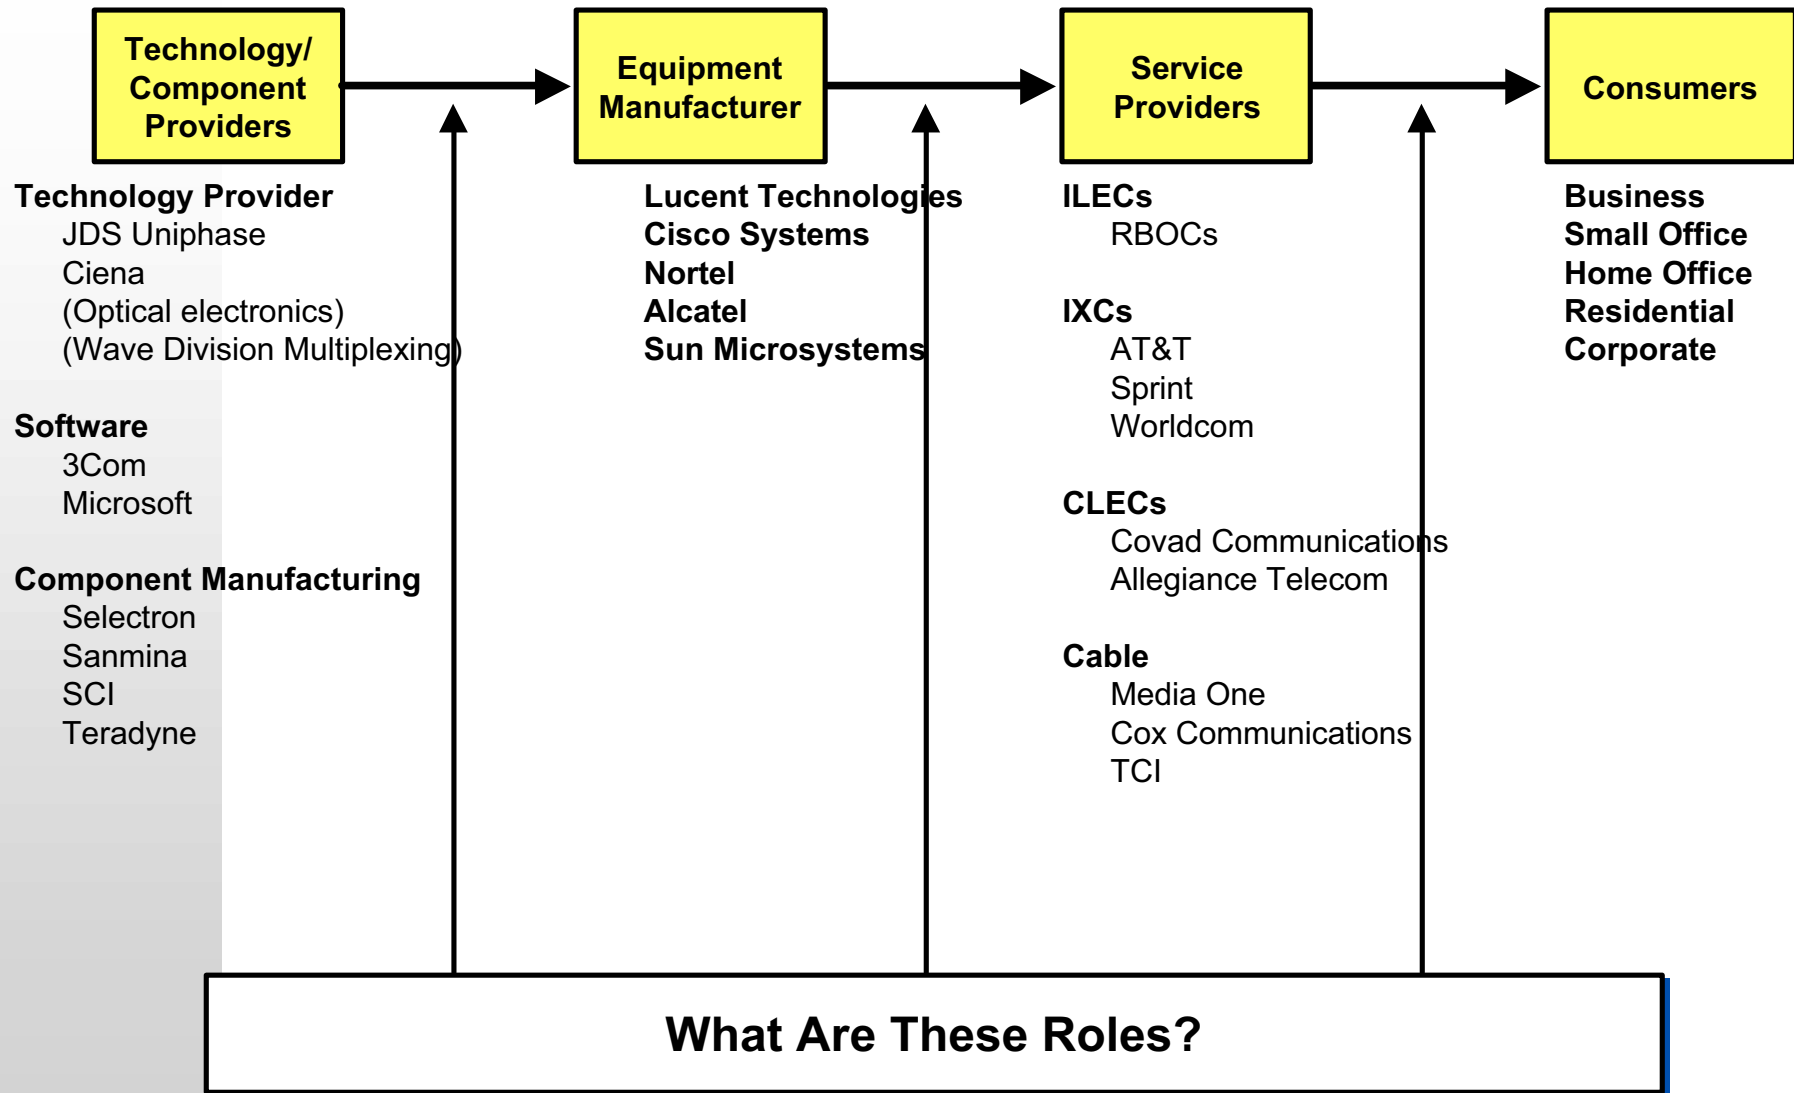 Technology/
Component
Providers
Equipment
Manufacturer
Service
Providers
Consumers
Technology Provider
JDS Uniphase
Ciena
(Optical electronics)
(Wave Division Multiplexing)
Software
3Com
Microsoft
Component Manufacturing
Selectron
Sanmina
SCI
Teradyne
Lucent Technologies
Cisco Systems
Nortel
Alcatel
Sun Microsystems
ILECs
RBOCs
IXCs
AT&T
Sprint
Worldcom
CLECs
Covad Communications
Allegiance Telecom
Cable
Media One
Cox Communications
TCI
Business
Small Office
Home Office
Residential
Corporate
What Are These Roles?